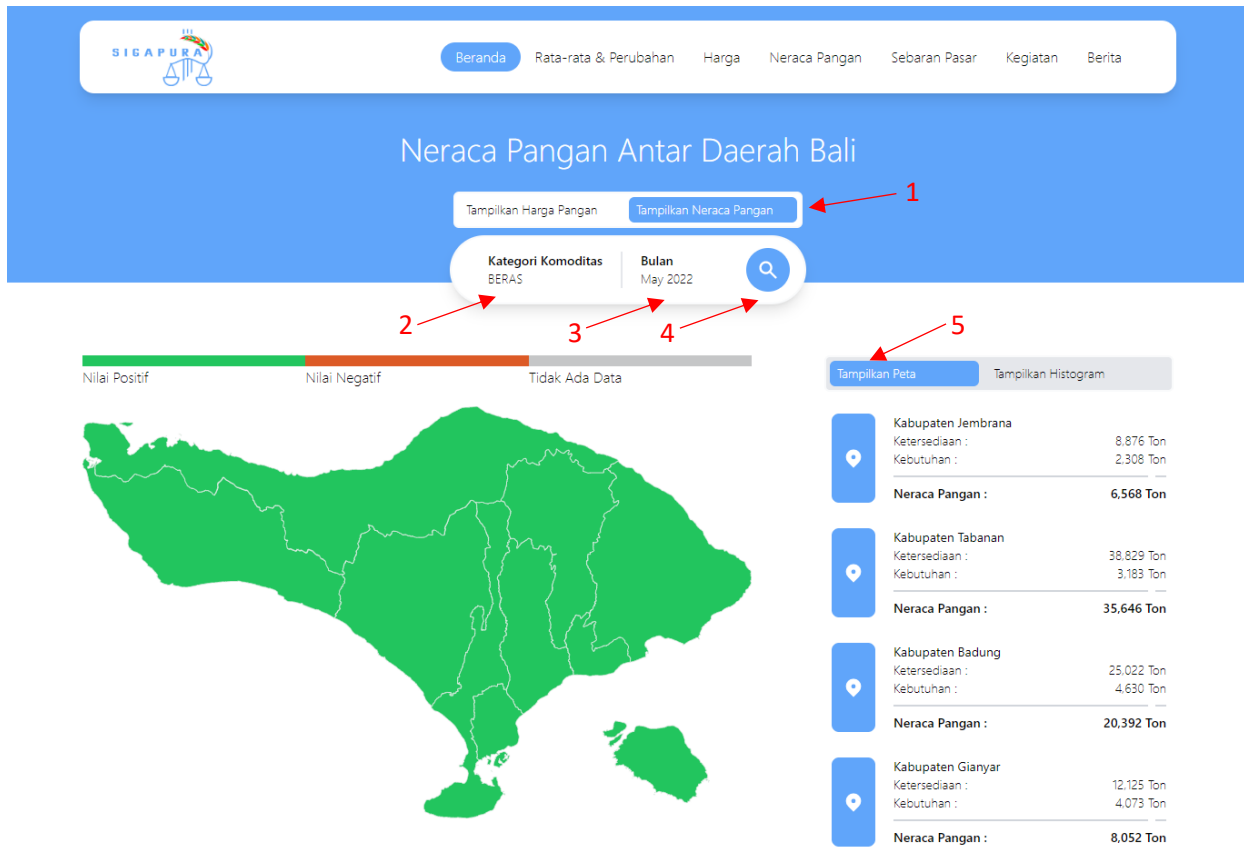 SIGAPURA
Beranda Rata-rata & Perubahan Harga Neraca Pangan Sebaran Pasar Kegiatan Berita
Neraca Pangan Antar Daerah Bali
1
Tampilkan Harga Pangan Tampilkan Neraca Pangan
Kategori Komoditas Bulan
BERAS May 2022
2 3 4 5
Nilai Positif Nilai Negatif Tidak Ada Data
Tampilkan Peta Tampilkan Histogram
Kabupaten Jembrana
Ketersediaan : 8,876 Ton
Kebutuhan : 2,308 Ton
Neraca Pangan : 6,568 Ton
Kabupaten Tabanan
Ketersediaan : 38,829 Ton
Kebutuhan : 3,183 Ton
Neraca Pangan : 35,646 Ton
Kabupaten Badung
Ketersediaan : 25,022 Ton
Kebutuhan : 4,630 Ton
Neraca Pangan : 20,392 Ton
Kabupaten Gianyar
Ketersediaan : 12,125 Ton
Kebutuhan : 4,073 Ton
Neraca Pangan : 8,052 Ton